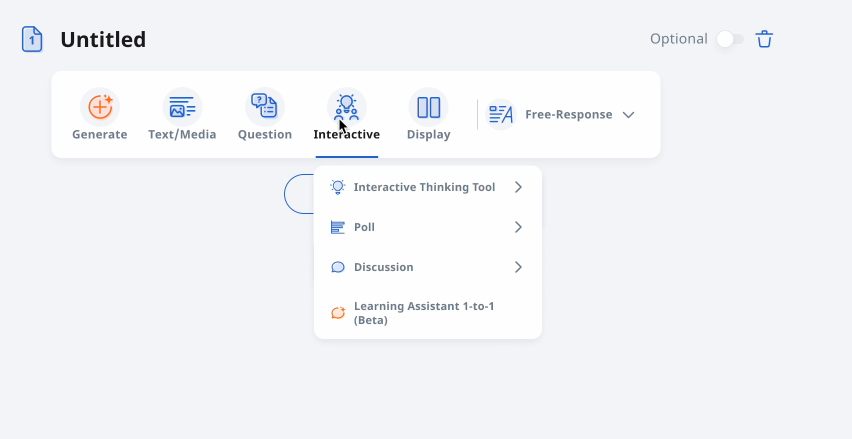 1 Untitled
Optional
Generate
Text/Media
Question
Interactive
Display
Free-Response
Interactive Thinking Tool
Poll
Discussion
Learning Assistant 1-to-1
(Beta)